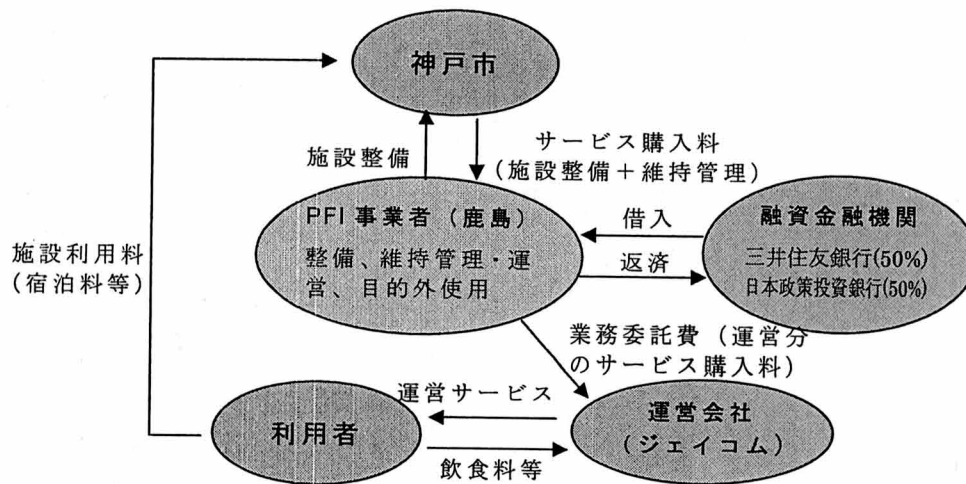 神戸市
施設整備
サービス購入料
(施設整備＋維持管理)
PFI 事業者（鹿島）
整備、維持管理・運
営、目的外使用
借入
返済
融資金融機関
三井住友銀行(50%)
日本政策投資銀行(50%)
施設利用料
(宿泊料等)
業務委託費（運営分
のサービス購入料）
運営サービス
利用者
飲食料等
運営会社
(ジェイコム)